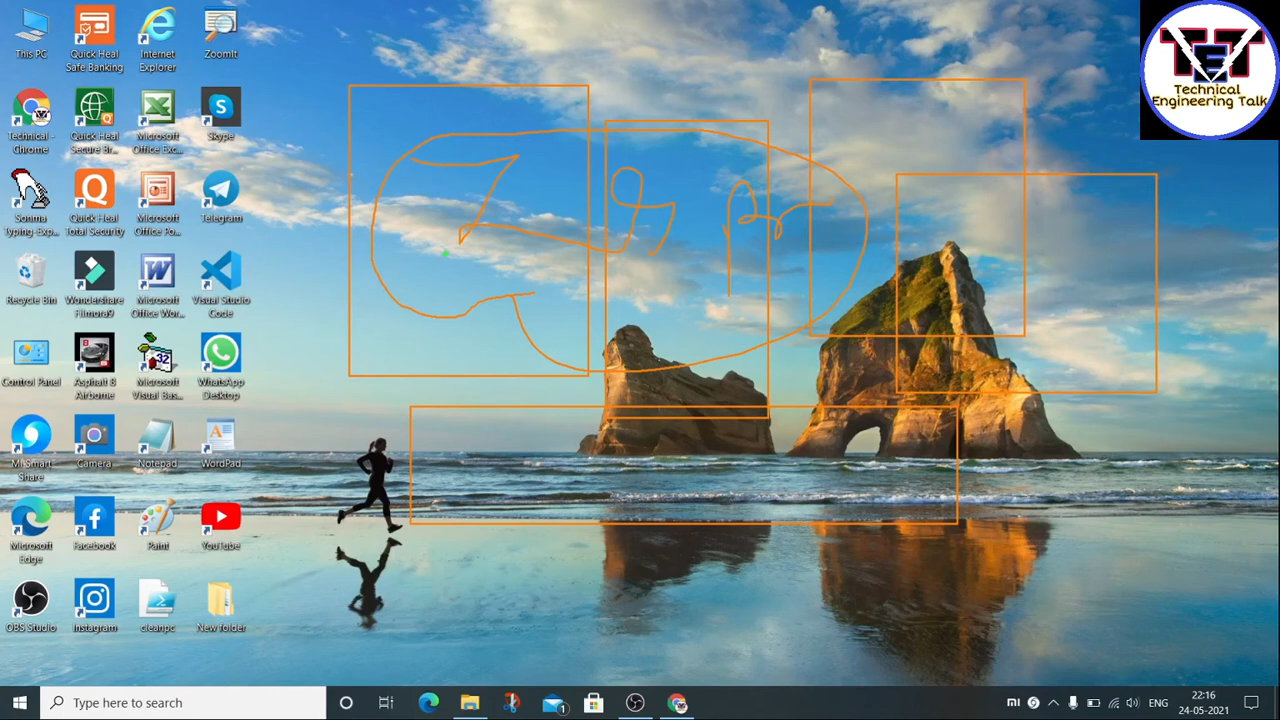 This PC
Quick Heal Safe Banking
Internet Explorer
ZoomIt
Technical - Chrome
Quick Heal Secure Br...
Microsoft Office Exc...
Skype
Sonma Typing-Exp...
Quick Heal Total Security
Microsoft Office Po...
Telegram
Recycle Bin
Wondershare Filmora9
Microsoft Office Wor...
Visual Studio Code
Control Panel
Asphalt 8 Airborne
Microsoft Visual Bas...
WhatsApp Desktop
Mi Smart Share
Camera
Notepad
WordPad
Microsoft Edge
Facebook
Paint
YouTube
OBS Studio
Instagram
cleanpc
New folder
TET
Technical
Engineering Talk
Type here to search
1
MI
ENG
22:16
24-05-2021